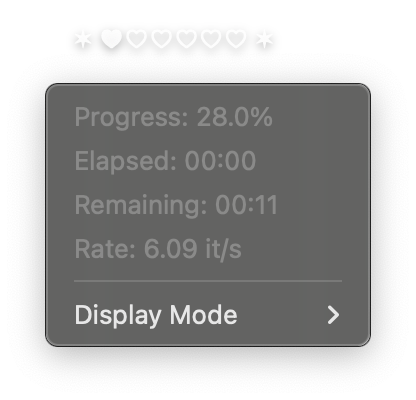 Progress: 28.0%
Elapsed: 00:00
Remaining: 00:11
Rate: 6.09 it/s
Display Mode